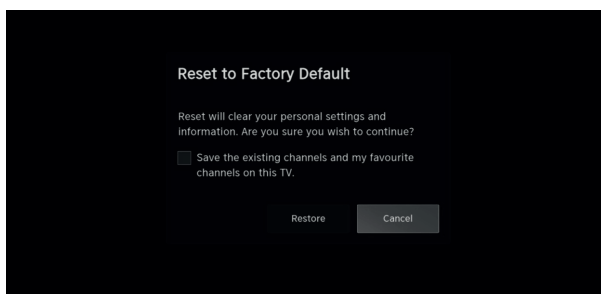 Reset to Factory Default
Reset will clear your personal settings and
information. Are you sure you wish to continue?
Save the existing channels and my favourite
channels on this TV.
Restore
Cancel